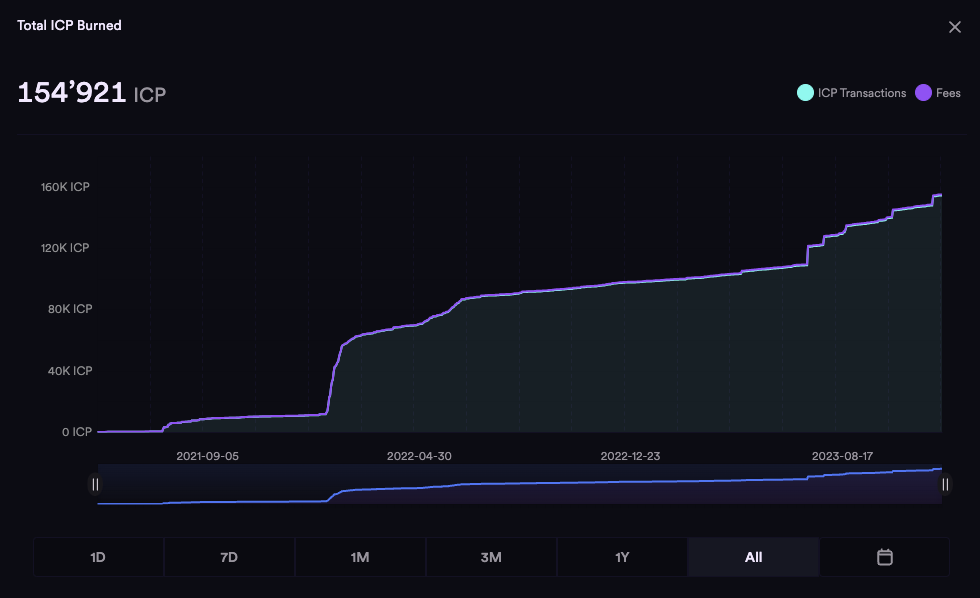 Total ICP Burned
154’921 ICP
ICP Transactions Fees
160K ICP
120K ICP
80K ICP
40K ICP
0 ICP
2021-09-05 2022-04-30 2022-12-23 2023-08-17
1D 7D 1M 3M 1Y All